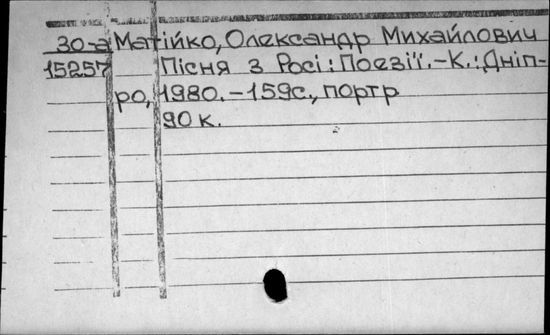 30-а Матійко, Олександр Михайлович
15257 Пісня з Росі : Поезії. – К. : Дніп-
ро, 1980. – 159с., портр
90 к.